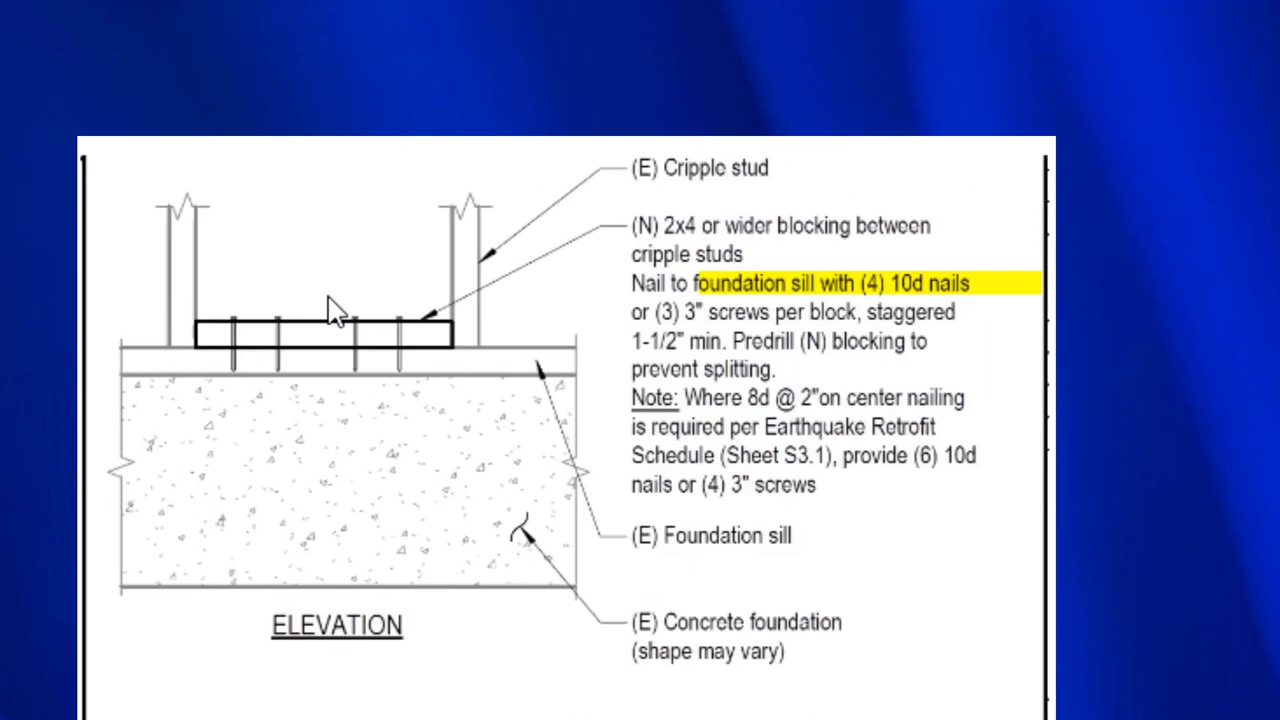 (E) Cripple stud
(N) 2x4 or wider blocking between
cripple studs
Nail to foundation sill with (4) 10d nails
or (3) 3" screws per block, staggered
1-1/2" min. Predrill (N) blocking to
prevent splitting.
Note: Where 8d @ 2"on center nailing
is required per Earthquake Retrofit
Schedule (Sheet S3.1), provide (6) 10d
nails or (4) 3" screws
(E) Foundation sill
(E) Concrete foundation
(shape may vary)
ELEVATION